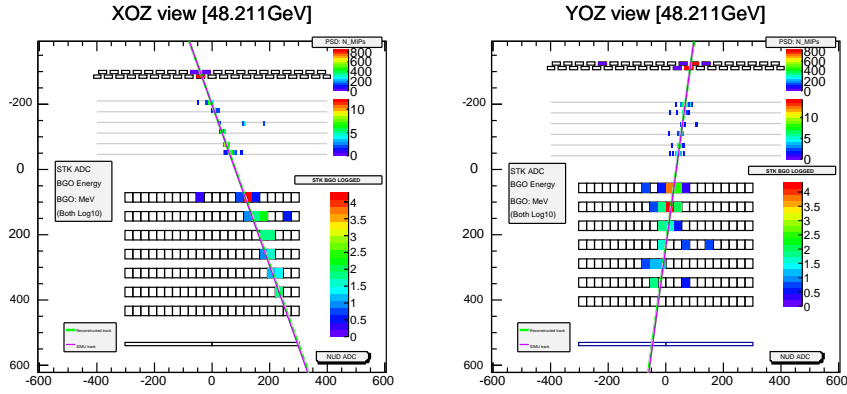 XOZ view [48.211GeV]
PSD: N_MIPs
800
600
400
200
0
10
5
0
-200
0
200
400
600
STK ADC
BGO Energy
BGO: MeV
(Both Log10)
STK BGO LOGGED
4
3.5
3
2.5
2
1.5
1
0.5
0
Reconstructed track
SIMU track
NUD ADC
-600
-400
-200
0
200
400
600
YOZ view [48.211GeV]
PSD: N_MIPs
800
600
400
200
0
10
5
0
-200
0
200
400
600
STK ADC
BGO Energy
BGO: MeV
(Both Log10)
STK BGO LOGGED
4
3.5
3
2.5
2
1.5
1
0.5
0
Reconstructed track
SIMU track
NUD ADC
-600
-400
-200
0
200
400
600